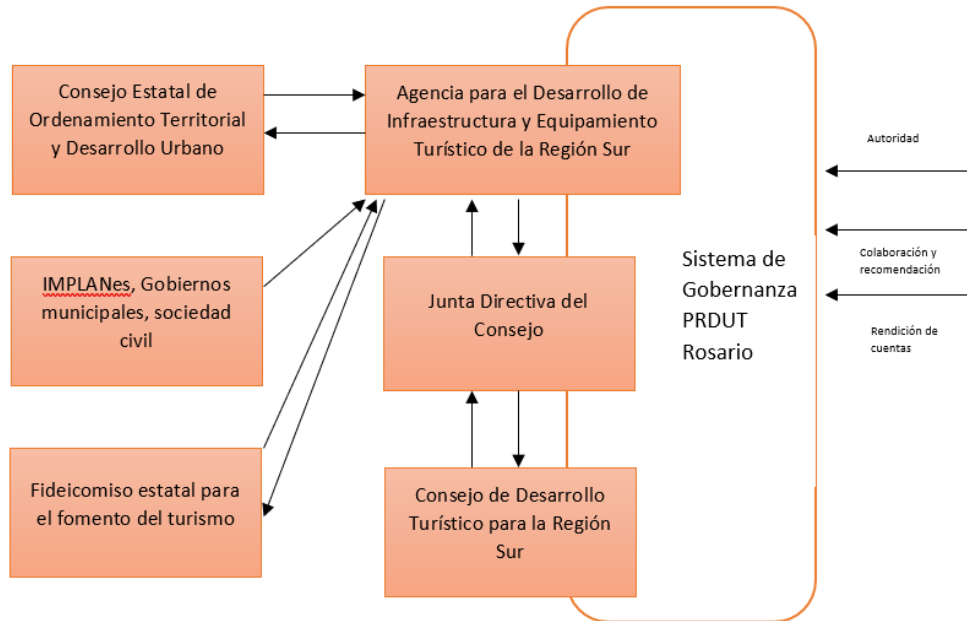 Consejo Estatal de
Ordenamiento Territorial
y Desarrollo Urbano
Agencia para el Desarrollo de
Infraestructura y Equipamiento
Turístico de la Región Sur
IMPLANes, Gobiernos
municipales, sociedad
civil
Junta Directiva del
Consejo
Fideicomiso estatal para
el fomento del turismo
Consejo de Desarrollo
Turístico para la Región
Sur
Sistema de
Gobernanza
PRDUT
Rosario
Autoridad
Colaboración y
recomendación
Rendición de
cuentas